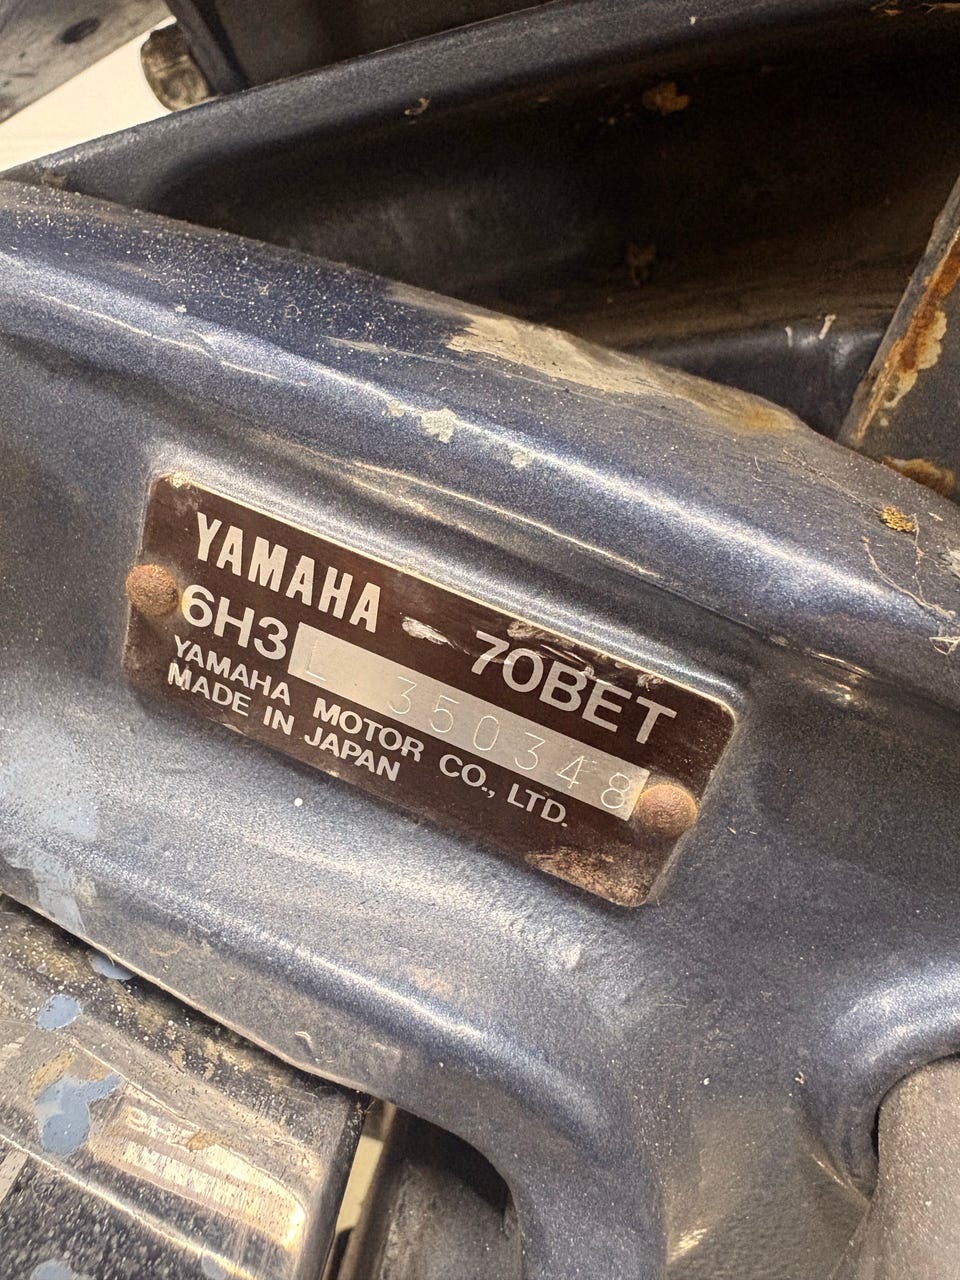 YAMAHA 70BET
6H3 L 350348
YAMAHA MOTOR CO., LTD.
MADE IN JAPAN